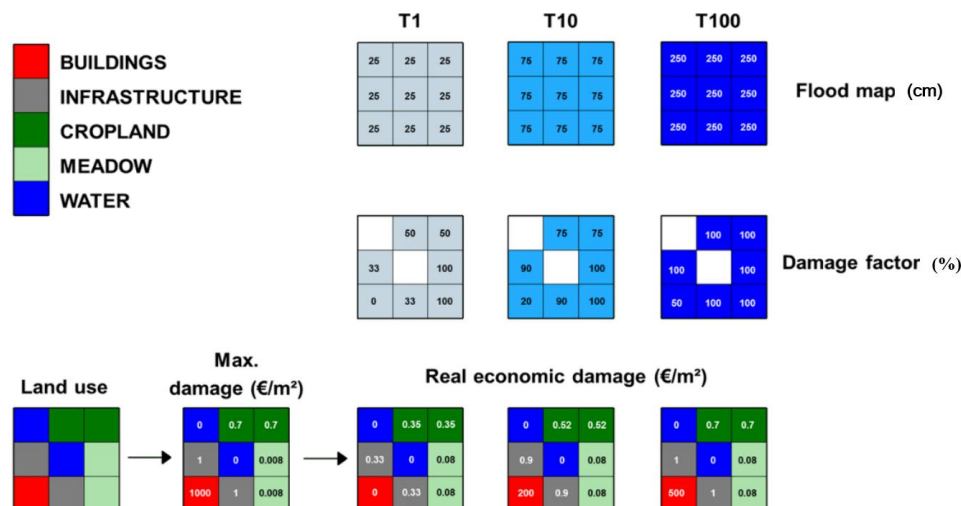 T1 T10 T100
BUILDINGS
INFRASTRUCTURE
CROPLAND
MEADOW
WATER
25 25 25 75 75 75 250 250 250
25 25 25 75 75 75 250 250 250
25 25 25 75 75 75 250 250 250
Flood map (cm)
50 50 75 75 100 100
33 100 90 100 100 100
0 33 100 20 90 100 50 100 100
Damage factor (%)
Land use
Max.
damage (€/m²)
Real economic damage (€/m²)
0 0.7 0.7 0 0.35 0.35 0 0.52 0.52 0 0.7 0.7
1 0 0.008 0.33 0 0.08 0.9 0 0.08 1 0 0.08
1000 1 0.008 0 0.33 0.08 200 0.9 0.08 500 1 0.08